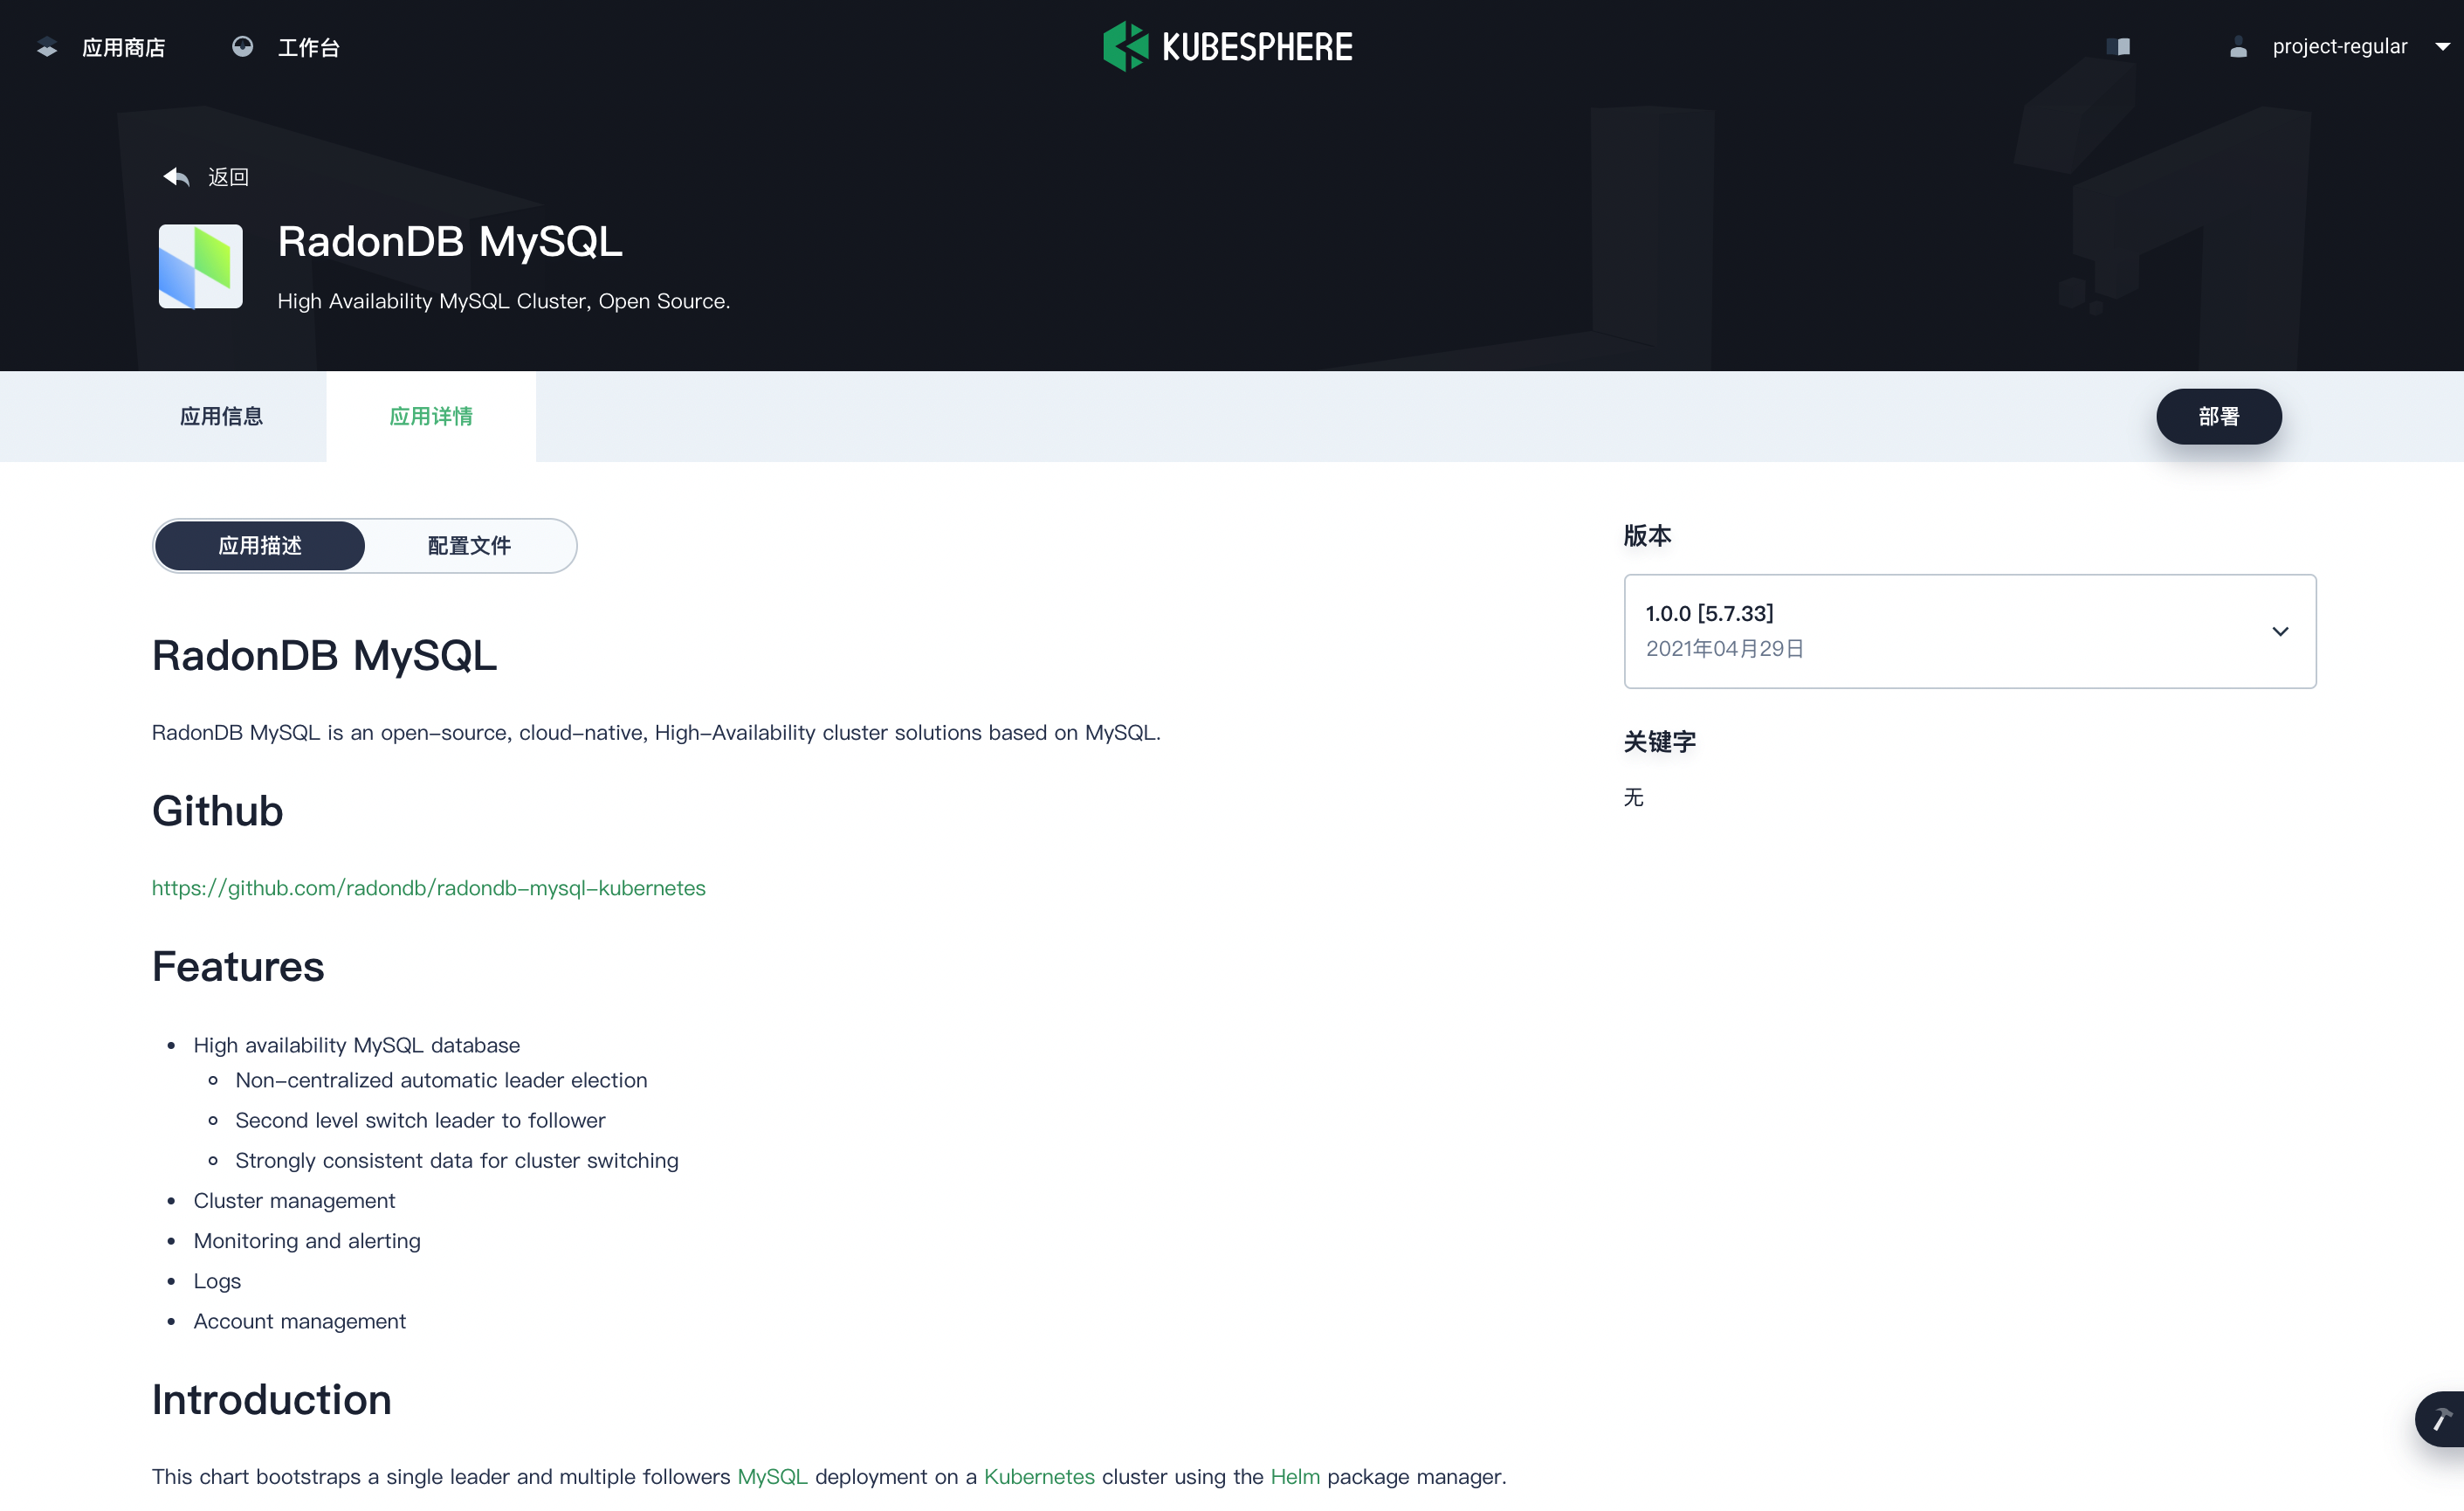 应用商店 工作台 KUBESPHERE project-regular
返回
RadonDB MySQL
High Availability MySQL Cluster, Open Source.
应用信息 应用详情 部署
应用描述 配置文件
版本
1.0.0 [5.7.33]
2021年04月29日
关键字
无
RadonDB MySQL
RadonDB MySQL is an open-source, cloud-native, High-Availability cluster solutions based on MySQL.
Github
https://github.com/radondb/radondb-mysql-kubernetes
Features
High availability MySQL database
Non-centralized automatic leader election
Second level switch leader to follower
Strongly consistent data for cluster switching
Cluster management
Monitoring and alerting
Logs
Account management
Introduction
This chart bootstraps a single leader and multiple followers MySQL deployment on a Kubernetes cluster using the Helm package manager.